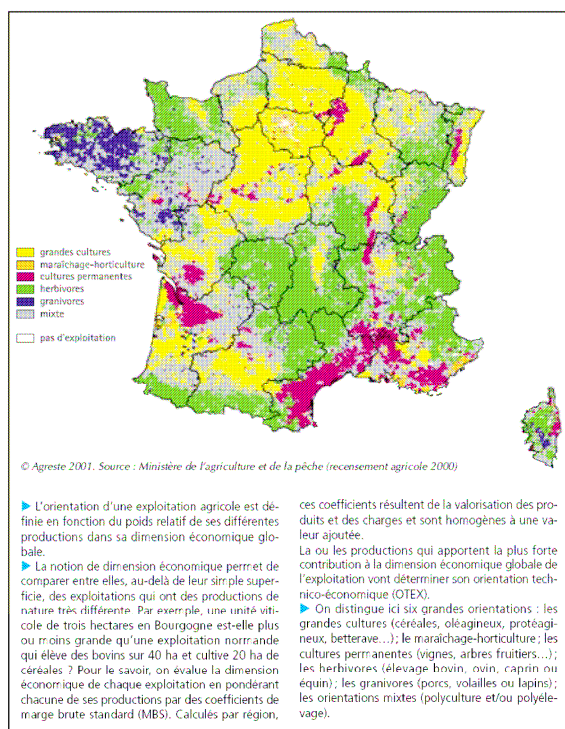 grandes cultures
maraîchage-horticulture
cultures permanentes
herbivores
granivores
mixte
pas d'exploitation
© Agreste 2001. Source : Ministère de l'agriculture et de la pêche (recensement agricole 2000)
► L'orientation d'une exploitation agricole est dé-
finie en fonction du poids relatif de ses différentes
productions dans sa dimension économique glo-
bale.
► La notion de dimension économique permet de
comparer entre elles, au-delà de leur simple super-
ficie, des exploitations qui ont des productions de
nature très différente. Par exemple, une unité viti-
cole de trois hectares en Bourgogne est-elle plus
ou moins grande qu'une exploitation normande
qui élève des bovins sur 40 ha et cultive 20 ha de
céréales ? Pour le savoir, on évalue la dimension
économique de chaque exploitation en pondérant
chacune de ses productions par des coefficients de
marge brute standard (MBS). Calculés par région,
ces coefficients résultent de la valorisation des pro-
duits et des charges et sont homogènes à une va-
leur ajoutée.
La ou les productions qui apportent la plus forte
contribution à la dimension économique globale de
l'exploitation vont déterminer son orientation tech-
nico-économique (OTEX).
► On distingue ici six grandes orientations : les
grandes cultures (céréales, oléagineux, protéagi-
neux, betterave...) ; le maraîchage-horticulture ; les
cultures permanentes (vignes, arbres fruitiers...) ;
les herbivores (élevage bovin, ovin, caprin ou
équin) ; les granivores (porcs, volailles ou lapins) ;
les orientations mixtes (polyculture et/ou polyéle-
vage).